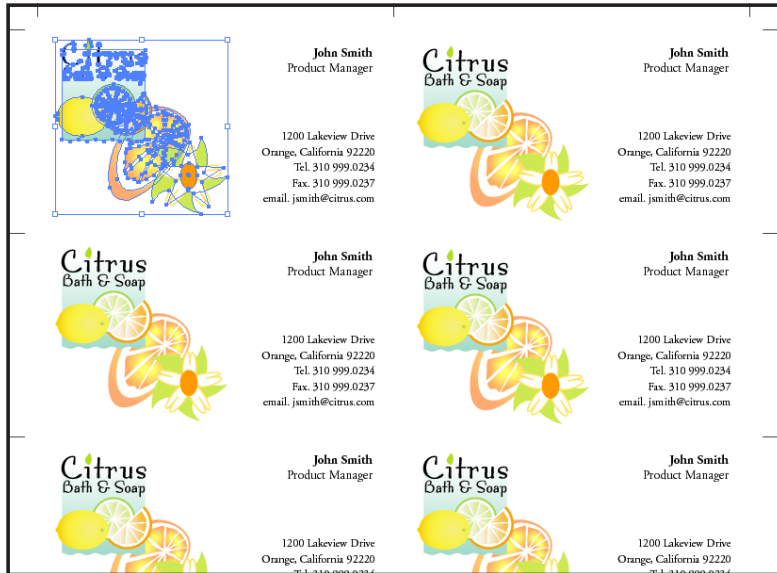 John Smith
Product Manager
1200 Lakeview Drive
Orange, California 92220
Tel. 310 999.0234
Fax. 310 999.0237
email. jsmith@citrus.com
Citrus
Bath & Soap
John Smith
Product Manager
1200 Lakeview Drive
Orange, California 92220
Tel. 310 999.0234
Fax. 310 999.0237
email. jsmith@citrus.com
Citrus
Bath & Soap
John Smith
Product Manager
1200 Lakeview Drive
Orange, California 92220
Tel. 310 999.0234
Fax. 310 999.0237
email. jsmith@citrus.com
Citrus
Bath & Soap
John Smith
Product Manager
1200 Lakeview Drive
Orange, California 92220
Tel. 310 999.0234
Fax. 310 999.0237
email. jsmith@citrus.com
Citrus
Bath & Soap
John Smith
Product Manager
1200 Lakeview Drive
Orange, California 92220
Citrus
Bath & Soap
John Smith
Product Manager
1200 Lakeview Drive
Orange, California 92220